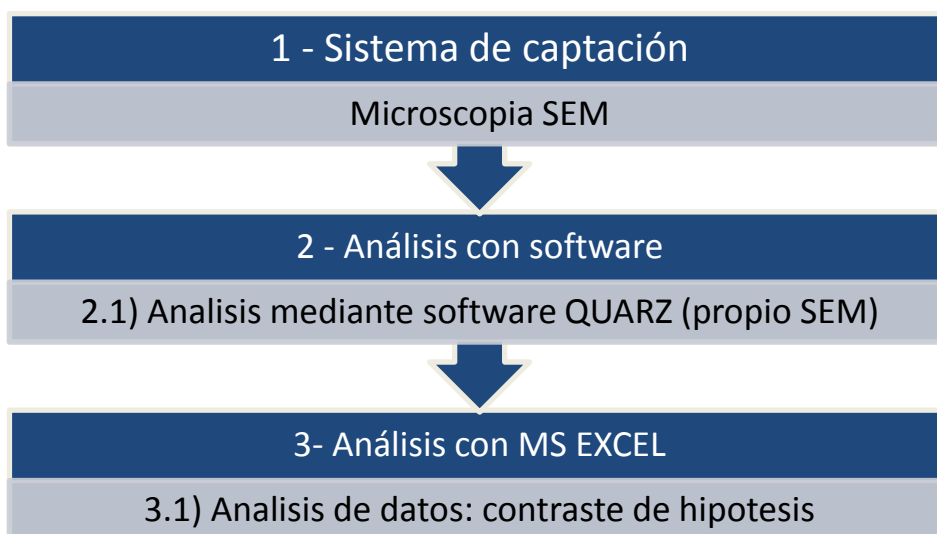 1 - Sistema de captación
Microscopia SEM
2 - Análisis con software
2.1) Analisis mediante software QUARZ (propio SEM)
3- Análisis con MS EXCEL
3.1) Analisis de datos: contraste de hipotesis